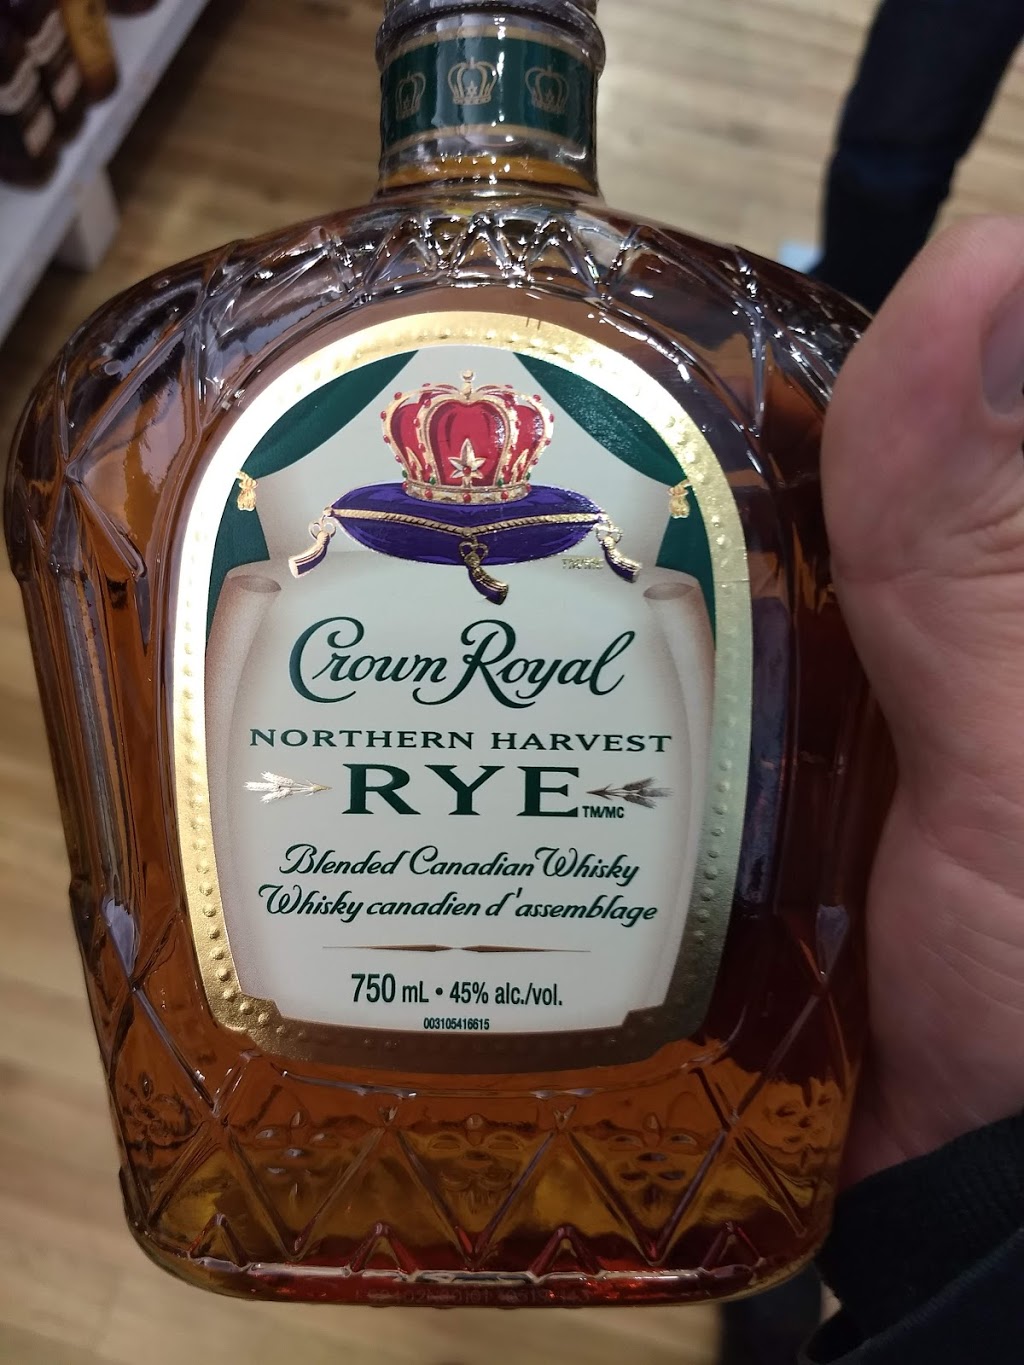 Crown Royal
NORTHERN HARVEST
RYE TM/MC
Blended Canadian Whisky
Whisky canadien d'assemblage
750 mL • 45% alc./vol.
003105416615